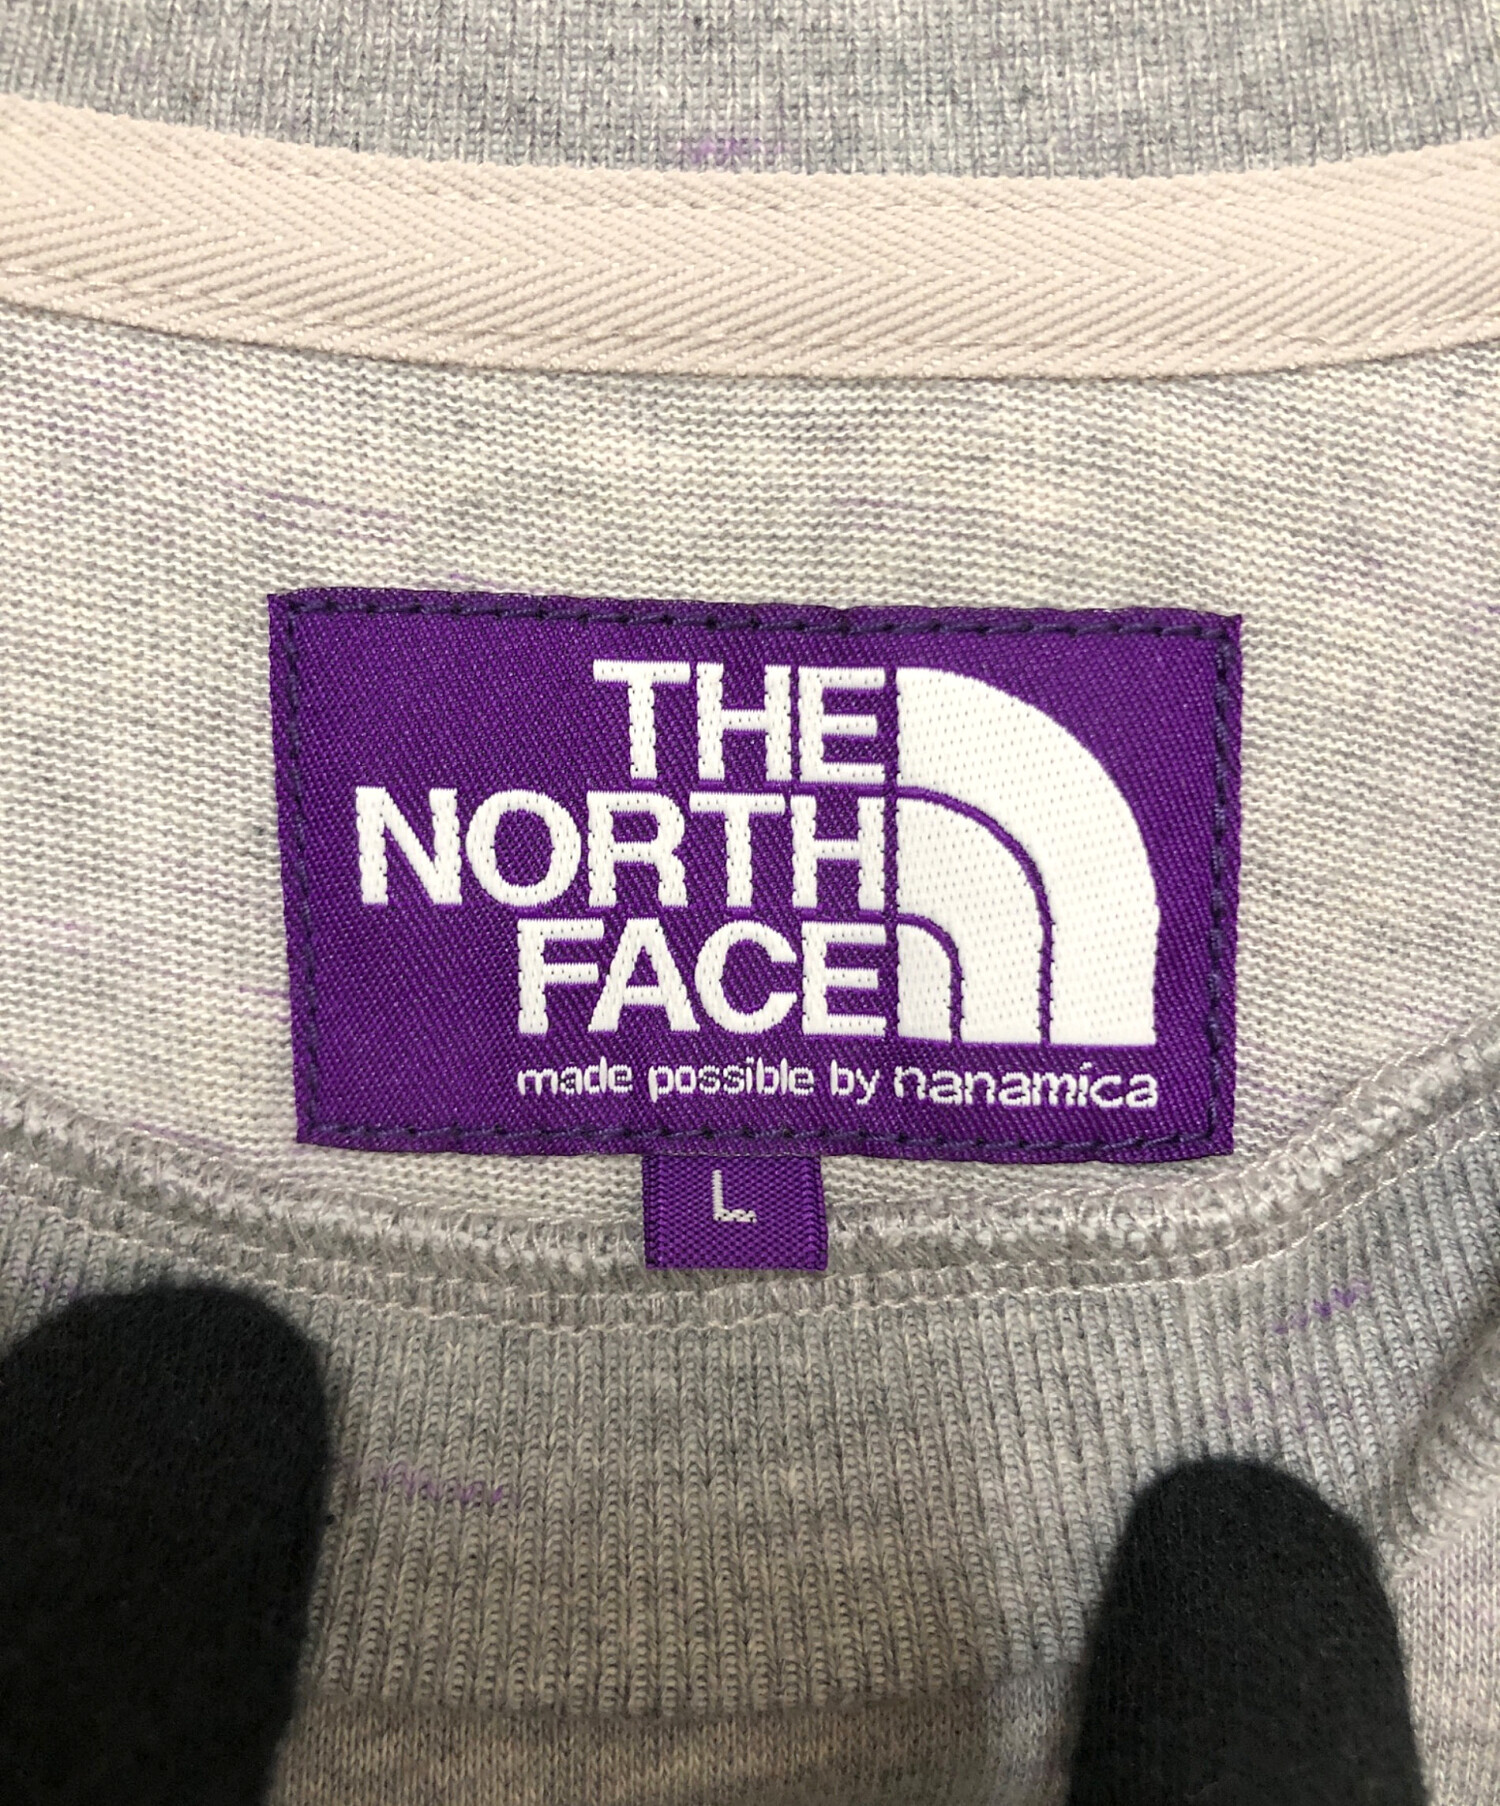 THE
NORTH
FACE
made possible by nanamica
L